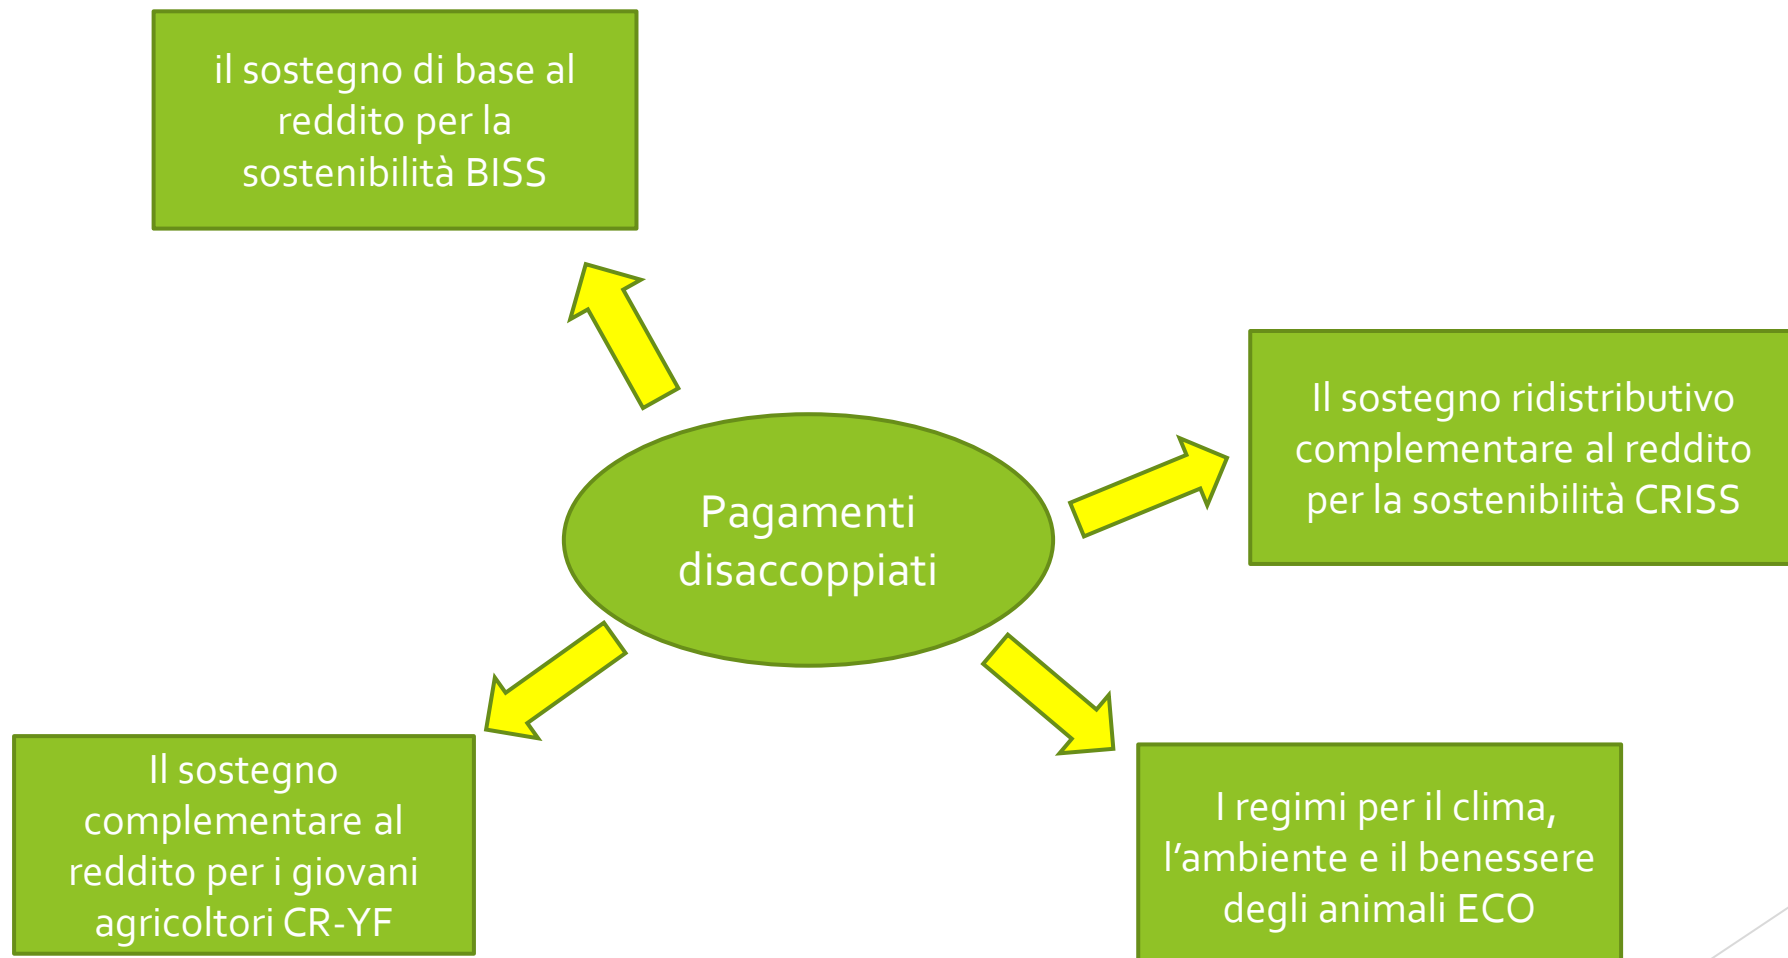 il sostegno di base al
reddito per la
sostenibilità BISS
Il sostegno ridistributivo
complementare al reddito
per la sostenibilità CRISS
Pagamenti
disaccoppiati
Il sostegno
complementare al
reddito per i giovani
agricoltori CR-YF
I regimi per il clima,
l’ambiente e il benessere
degli animali ECO